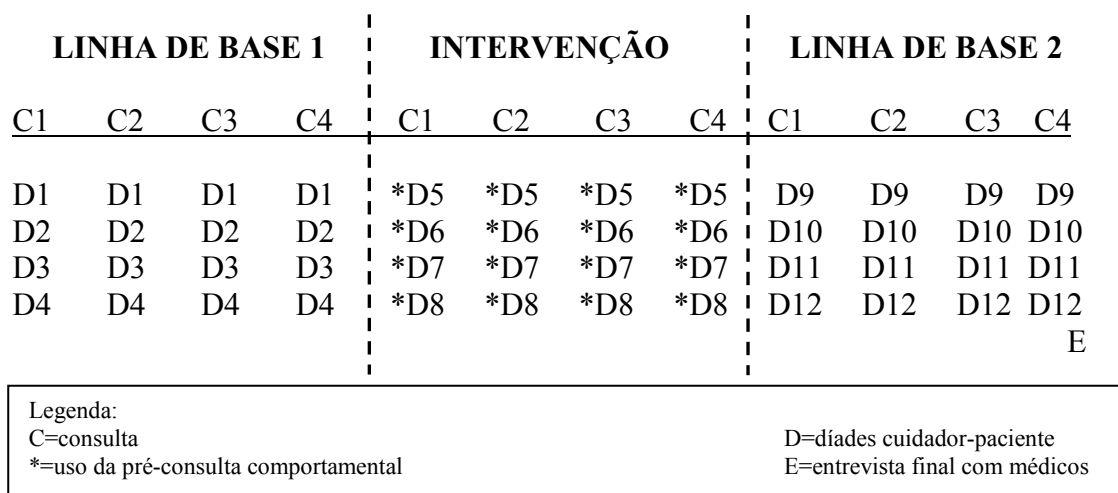 LINHA DE BASE 1 INTERVENÇÃO LINHA DE BASE 2
C1 C2 C3 C4 C1 C2 C3 C4 C1 C2 C3 C4
D1 D1 D1 D1 *D5 *D5 *D5 *D5 D9 D9 D9 D9
D2 D2 D2 D2 *D6 *D6 *D6 *D6 D10 D10 D10 D10
D3 D3 D3 D3 *D7 *D7 *D7 *D7 D11 D11 D11 D11
D4 D4 D4 D4 *D8 *D8 *D8 *D8 D12 D12 D12 D12
E
Legenda:
C=consulta D=díades cuidador-paciente
*=uso da pré-consulta comportamental E=entrevista final com médicos